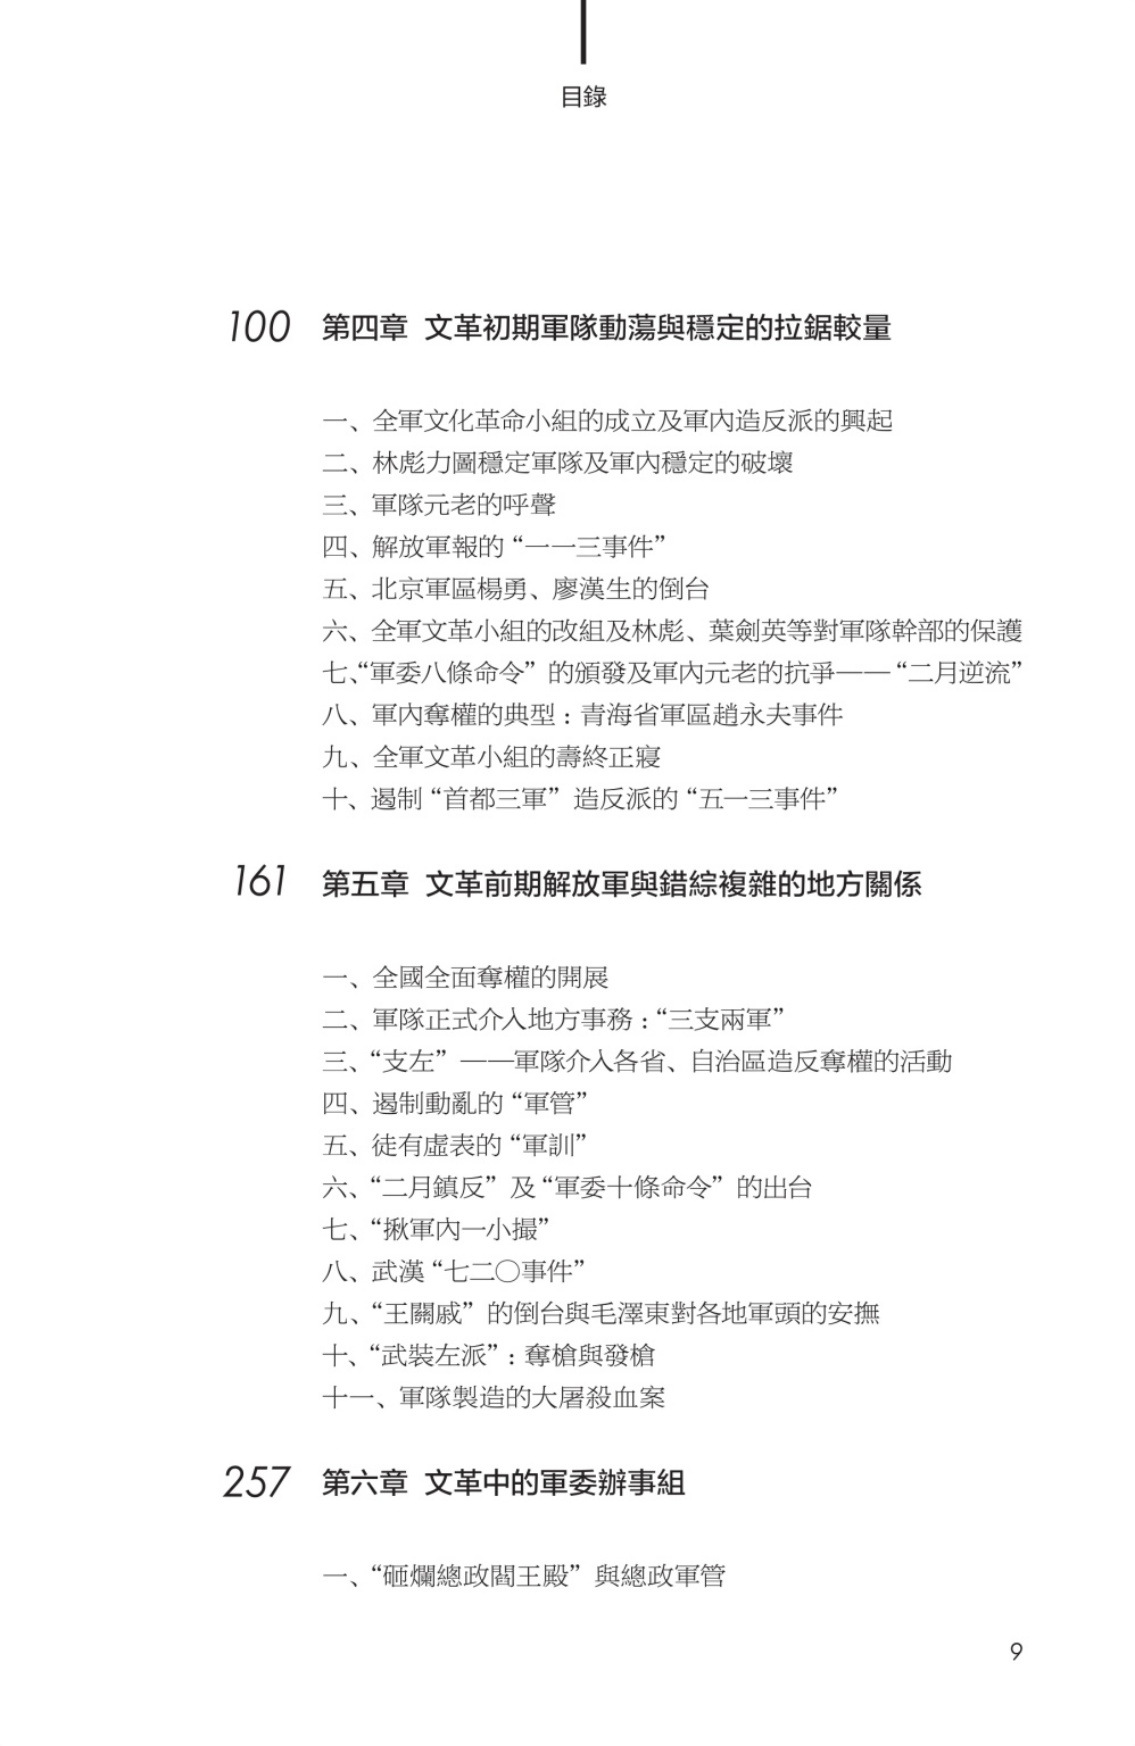 目錄
100 第四章 文革初期軍隊動蕩與穩定的拉鋸較量
一、全軍文化革命小組的成立及軍內造反派的興起
二、林彪力圖穩定軍隊及軍內穩定的破壞
三、軍隊元老的呼聲
四、解放軍報的“一一三事件”
五、北京軍區楊勇、廖漢生的倒台
六、全軍文革小組的改組及林彪、葉劍英等對軍隊幹部的保護
七、“軍委八條命令”的頒發及軍內元老的抗爭——“二月逆流”
八、軍內奪權的典型：青海省軍區趙永夫事件
九、全軍文革小組的壽終正寢
十、遏制“首都三軍”造反派的“五一三事件”
161 第五章 文革前期解放軍與錯綜複雜的地方關係
一、全國全面奪權的開展
二、軍隊正式介入地方事務：“三支兩軍”
三、“支左”——軍隊介入各省、自治區造反奪權的活動
四、遏制動亂的“軍管”
五、徒有虛表的“軍訓”
六、“二月鎮反”及“軍委十條命令”的出台
七、“揪軍內一小撮”
八、武漢“七二〇事件”
九、“王關戚”的倒台與毛澤東對各地軍頭的安撫
十、“武裝左派”：奪槍與發槍
十一、軍隊製造的大屠殺血案
257 第六章 文革中的軍委辦事組
一、“砸爛總政閻王殿”與總政軍管
9